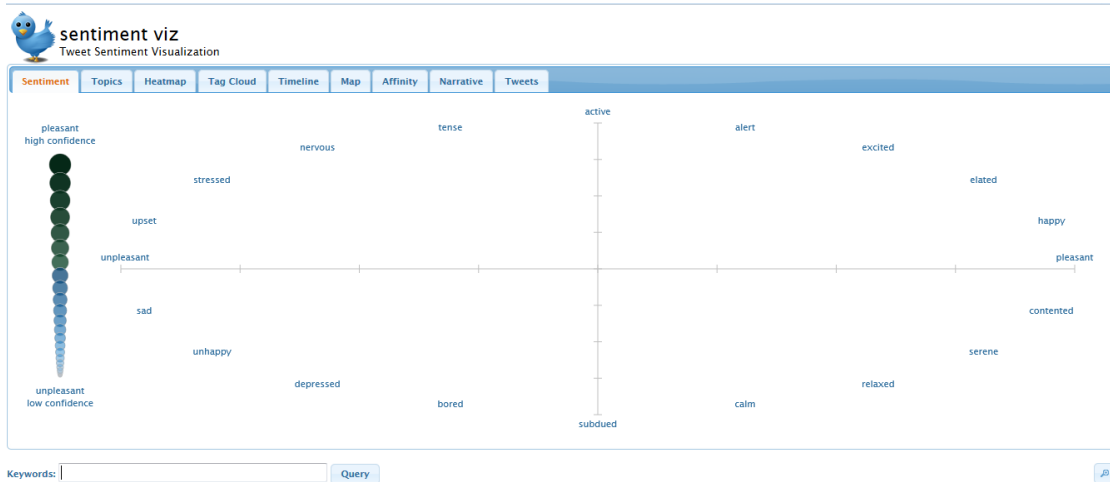 sentiment viz
Tweet Sentiment Visualization
Sentiment Topics Heatmap Tag Cloud Timeline Map Affinity Narrative Tweets
active
pleasant
high confidence
tense
alert
nervous
excited
stressed
elated
upset
happy
unpleasant
pleasant
sad
contented
unhappy
serene
depressed
relaxed
unpleasant
low confidence
bored
calm
subdued
Keywords: Query